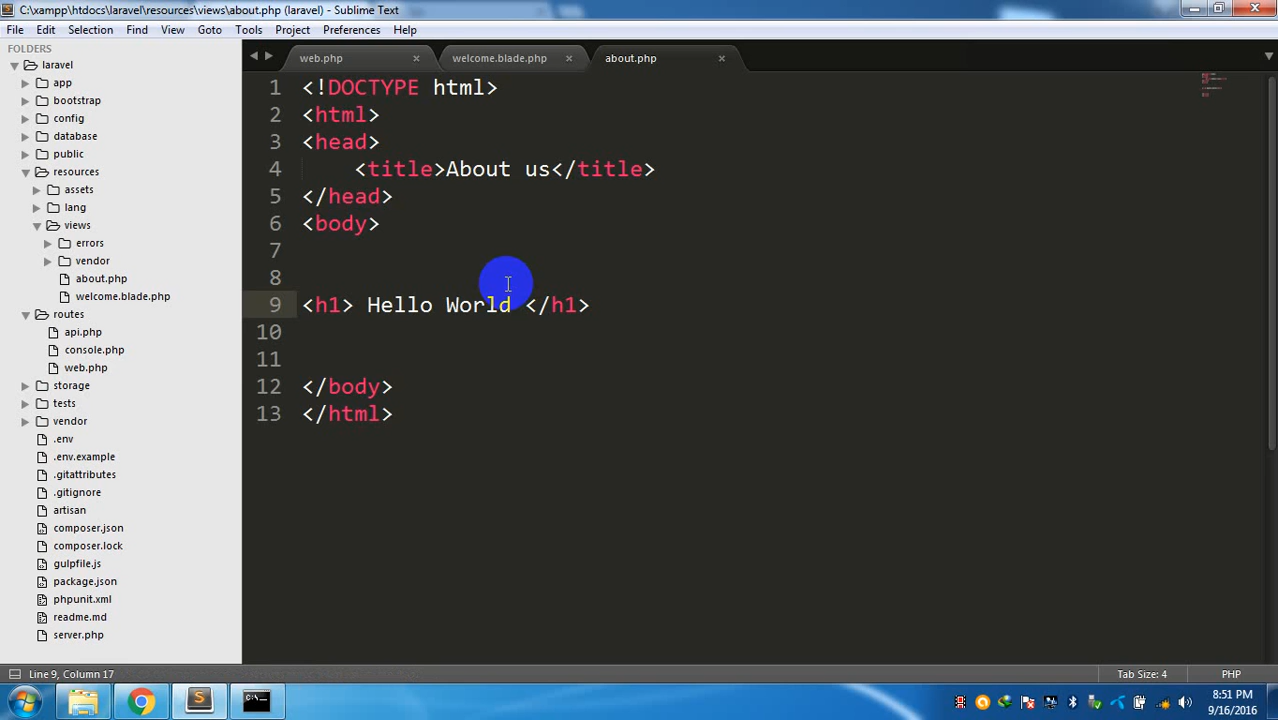 C:\xampp\htdocs\laravel\resources\views\about.php (laravel) - Sublime Text
File Edit Selection Find View Goto Tools Project Preferences Help
FOLDERS
laravel
app
bootstrap
config
database
public
resources
assets
lang
views
errors
vendor
about.php
welcome.blade.php
routes
api.php
console.php
web.php
storage
tests
vendor
.env
.env.example
.gitattributes
.gitignore
artisan
composer.json
composer.lock
gulpfile.js
package.json
phpunit.xml
readme.md
server.php
web.php × welcome.blade.php × about.php ×
1 <!DOCTYPE html>
2 <html>
3 <head>
4 <title>About us</title>
5 </head>
6 <body>
7
8
9 <h1> Hello World </h1>
10
11
12 </body>
13 </html>
Line 9, Column 17 Tab Size: 4 PHP
8:51 PM
9/16/2016